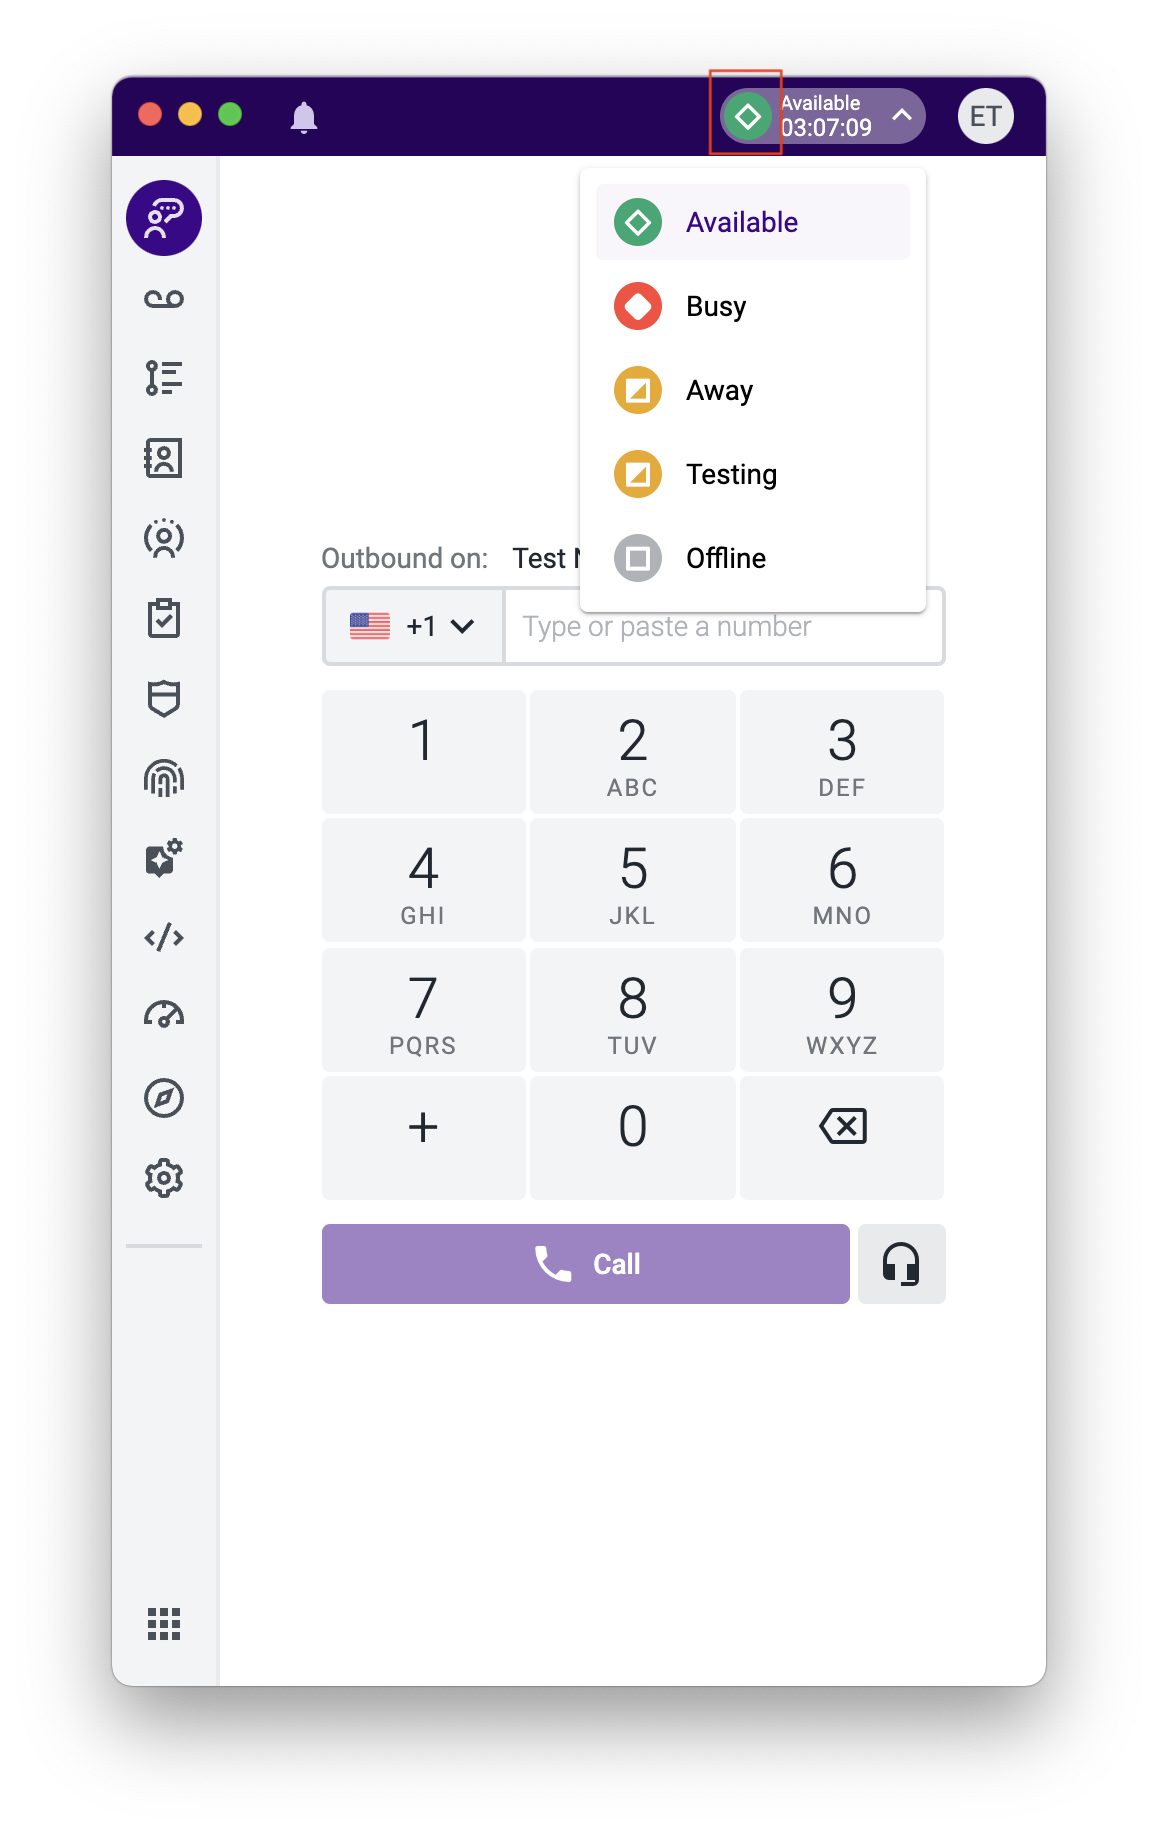 Available
03:07:09
ET
Available
Busy
Away
Testing
Offline
Outbound on: Test
+1
Type or paste a number
1
2
ABC
3
DEF
4
GHI
5
JKL
6
MNO
7
PQRS
8
TUV
9
WXYZ
+
0
Call